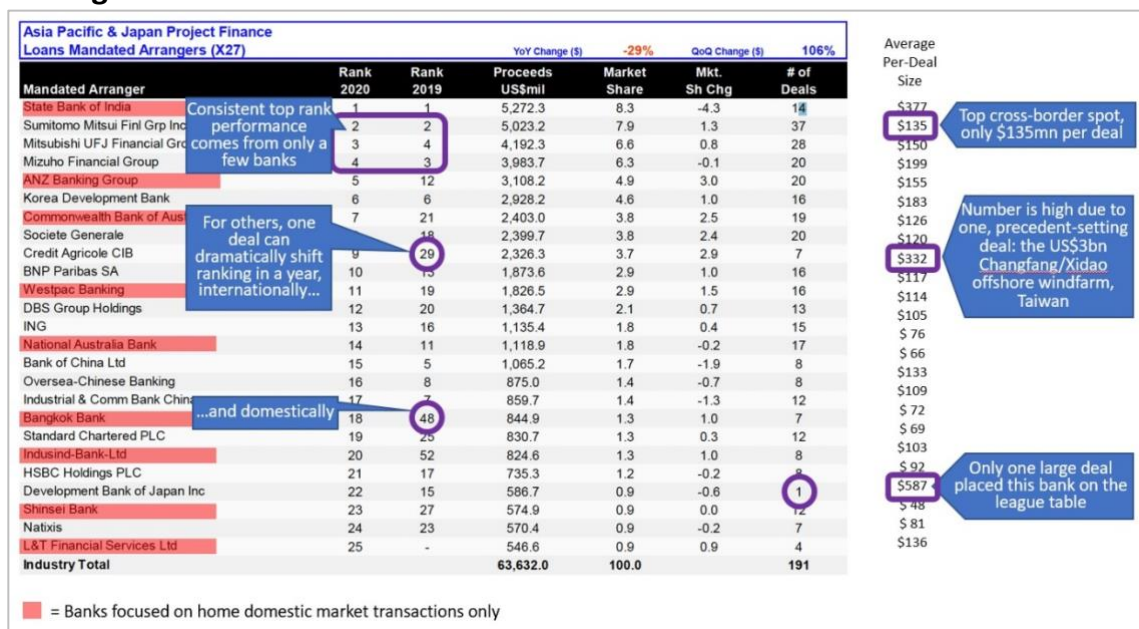 Asia Pacific & Japan Project Finance
Loans Mandated Arrangers (X27) YoY Change ($) -29% QoQ Change ($) 106%
Mandated Arranger Rank 2020 Rank 2019 Proceeds US$mil Market Share Mkt. Sh Chg # of Deals
State Bank of India 1 1 5,272.3 8.3 -4.3 14
Sumitomo Mitsui Finl Grp Inc 2 2 5,023.2 7.9 1.3 37
Mitsubishi UFJ Financial Gro 3 4 4,192.3 6.6 0.8 28
Mizuho Financial Group 4 3 3,983.7 6.3 -0.1 20
ANZ Banking Group 5 12 3,108.2 4.9 3.0 20
Korea Development Bank 6 6 2,928.2 4.6 1.0 16
Commonwealth Bank of Aust 7 21 2,403.0 3.8 2.5 19
Societe Generale 18 2,399.7 3.8 2.4 20
Credit Agricole CIB 9 29 2,326.3 3.7 2.9 7
BNP Paribas SA 10 13 1,873.6 2.9 1.0 16
Westpac Banking 11 19 1,826.5 2.9 1.5 16
DBS Group Holdings 12 20 1,364.7 2.1 0.7 13
ING 13 16 1,135.4 1.8 0.4 15
National Australia Bank 14 11 1,118.9 1.8 -0.2 17
Bank of China Ltd 15 5 1,065.2 1.7 -1.9 8
Oversea-Chinese Banking 16 8 875.0 1.4 -0.7 8
Industrial & Comm Bank China 17 7 859.7 1.4 -1.3 12
Bangkok Bank 18 48 844.9 1.3 1.0 7
Standard Chartered PLC 19 25 830.7 1.3 0.3 12
Indusind-Bank-Ltd 20 52 824.6 1.3 1.0 8
HSBC Holdings PLC 21 17 735.3 1.2 -0.2 8
Development Bank of Japan Inc 22 15 586.7 0.9 -0.6 1
Shinsei Bank 23 27 574.9 0.9 0.0 12
Natixis 24 23 570.4 0.9 -0.2 7
L&T Financial Services Ltd 25 - 546.6 0.9 0.9 4
Industry Total 63,632.0 100.0 191
Consistent top rank
performance
comes from only a
few banks
For others, one
deal can
dramatically shift
ranking in a year,
internationally...
...and domestically
Average
Per-Deal
Size
$377
$135
$150
$199
$155
$183
$126
$120
$332
$117
$114
$105
$ 76
$ 66
$133
$109
$ 72
$ 69
$103
$ 92
$587
$ 48
$ 81
$136
Top cross-border spot,
only $135mn per deal
Number is high due to
one, precedent-setting
deal: the US$3bn
Changfang/Xidao
offshore windfarm,
Taiwan
Only one large deal
placed this bank on the
league table
= Banks focused on home domestic market transactions only